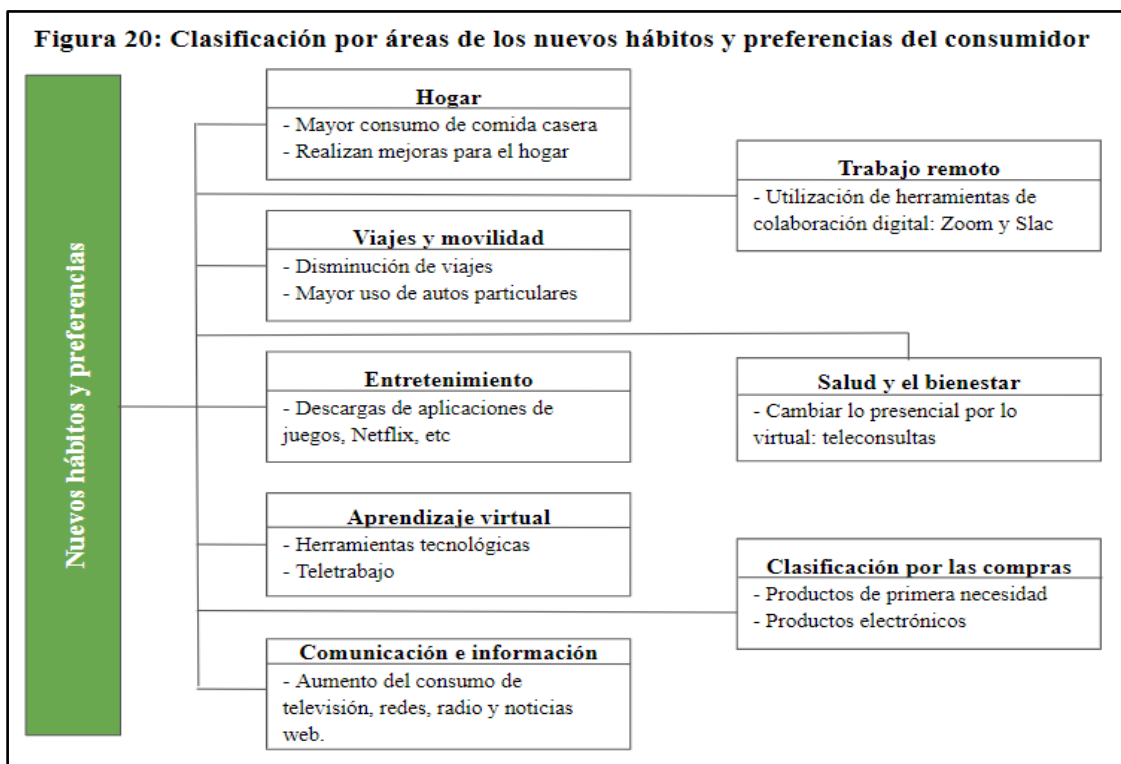 Figura 20: Clasificación por áreas de los nuevos hábitos y preferencias del consumidor
Nuevos hábitos y preferencias
Hogar
- Mayor consumo de comida casera
- Realizan mejoras para el hogar
Trabajo remoto
- Utilización de herramientas de
colaboración digital: Zoom y Slac
Viajes y movilidad
- Disminución de viajes
- Mayor uso de autos particulares
Entretenimiento
- Descargas de aplicaciones de
juegos, Netflix, etc
Salud y el bienestar
- Cambiar lo presencial por lo
virtual: teleconsultas
Aprendizaje virtual
- Herramientas tecnológicas
- Teletrabajo
Clasificación por las compras
- Productos de primera necesidad
- Productos electrónicos
Comunicación e información
- Aumento del consumo de
televisión, redes, radio y noticias
web.